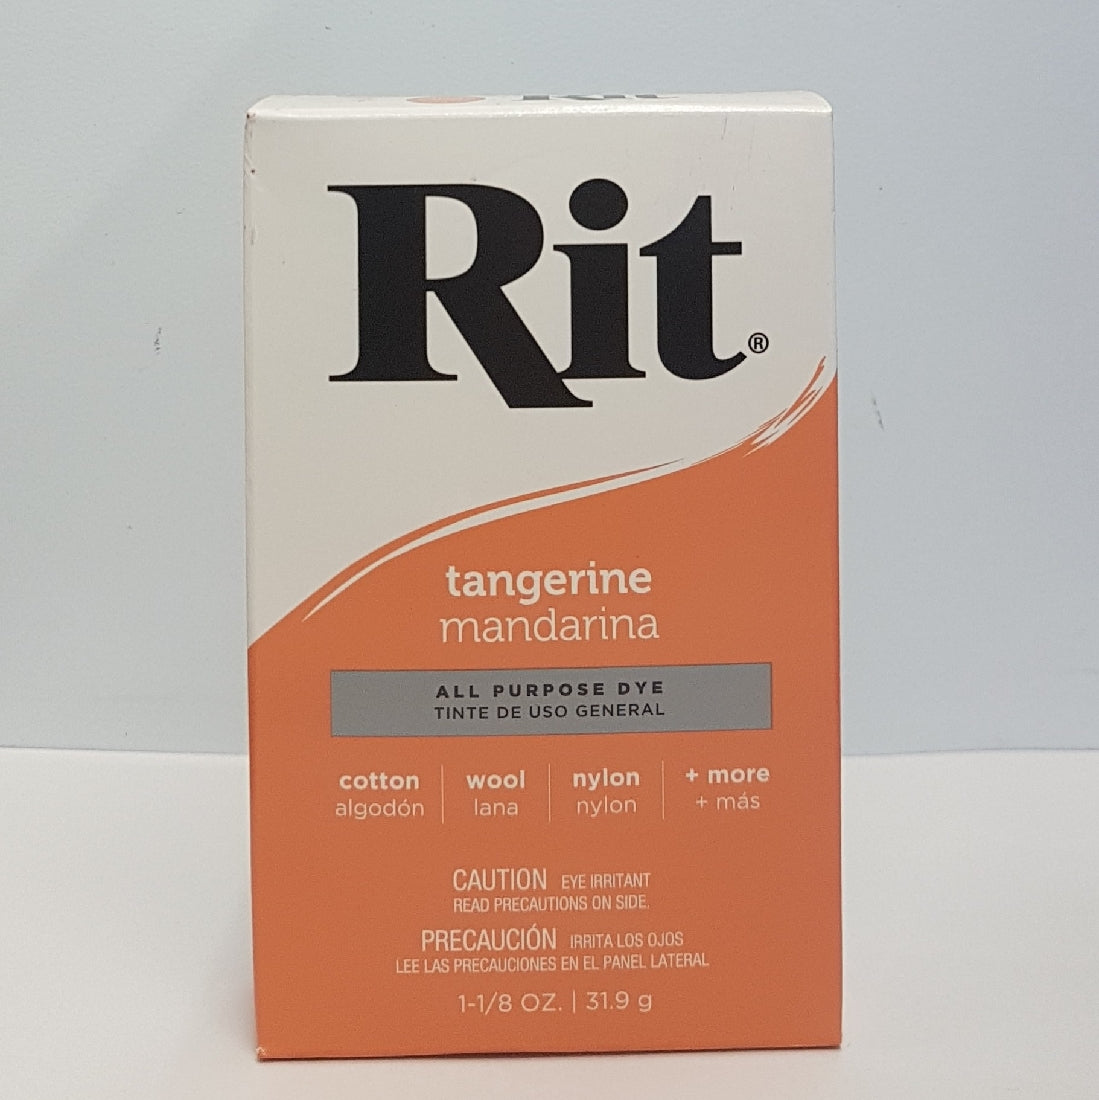 Rit®
tangerine
mandarina
ALL PURPOSE DYE
TINTE DE USO GENERAL
cotton wool nylon + more
algodón lana nylon + más
CAUTION EYE IRRITANT
READ PRECAUTIONS ON SIDE.
PRECAUCIÓN IRRITA LOS OJOS
LEE LAS PRECAUCIONES EN EL PANEL LATERAL
1-1/8 OZ. | 31.9 g